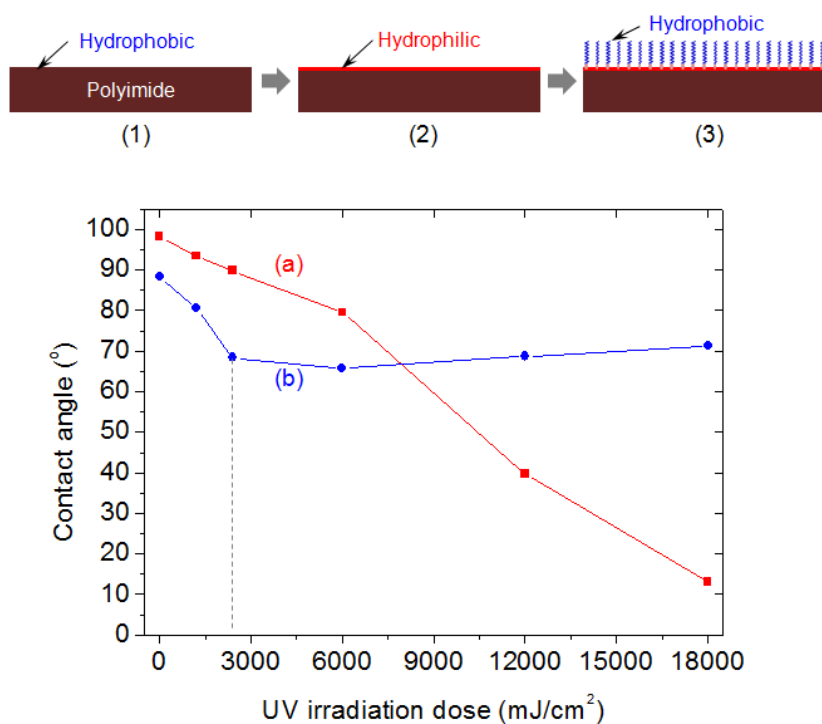 Hydrophobic
Hydrophilic
Hydrophobic
Polyimide
(1)
(2)
(3)
100
90
80
70
60
50
40
30
20
10
0
Contact angle (°)
(a)
(b)
0 3000 6000 9000 12000 15000 18000
UV irradiation dose (mJ/cm²)